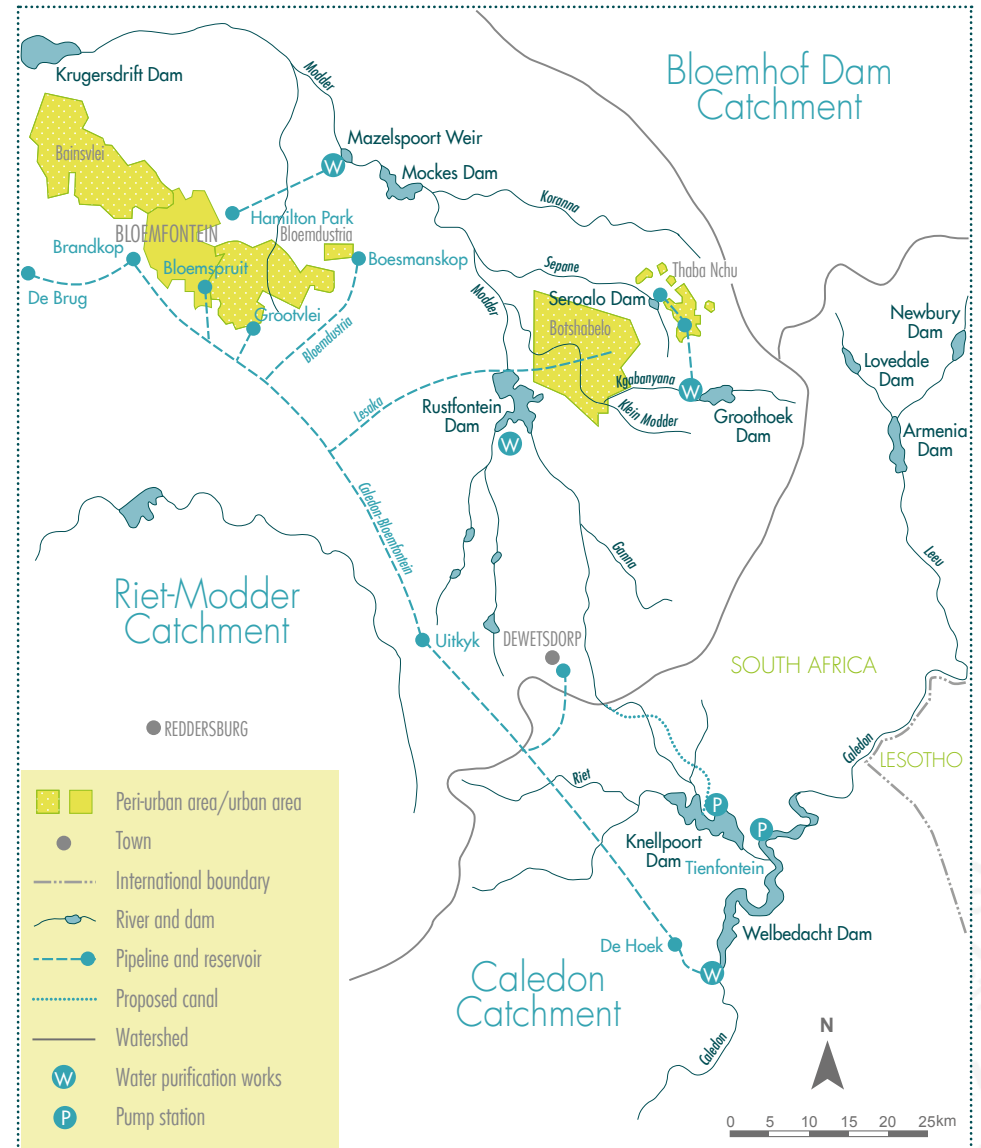 Krugersdrift Dam
Modder
Bloemhof Dam
Catchment
Bainsvlei
Mazelspoort Weir
W
Mockes Dam
Koranna
Hamilton Park
BLOEMFONTEIN
Bloemdustria
Brandkop
Boesmanskop
Bloemspruit
De Brug
Sepane
Thaba Nchu
Modder
Seroalo Dam
Newbury
Dam
Grootvlei
Bloemdustria
Botshabelo
Lovedale
Dam
Kgabanyana
W
Lesaka
Rustfontein
Dam
Klein Modder
Groothoek
Dam
Armenia
Dam
W
Caledon-Bloemfontein
Ganna
Leeu
Riet-Modder
Catchment
Uitkyk
DEWETSDORP
SOUTH AFRICA
REDDERSBURG
Caledon
LESOTHO
Riet
P
P
Knellpoort
Dam
Tienfontein
Welbedacht Dam
De Hoek
W
Caledon
Catchment
Caledon
Peri-urban area/urban area
Town
International boundary
River and dam
Pipeline and reservoir
Proposed canal
Watershed
W
Water purification works
P
Pump station
N
0 5 10 15 20 25km